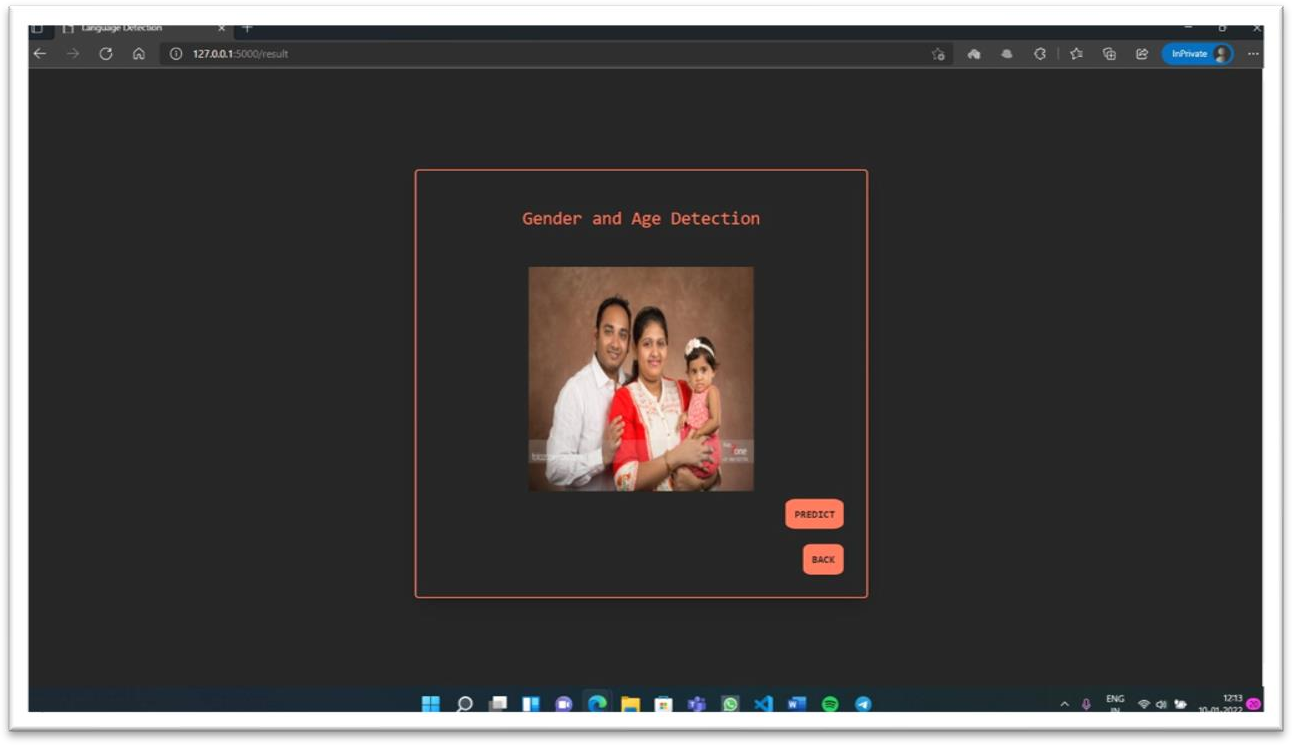 Language Detection
127.0.0.1:5000/result
InPrivate
Gender and Age Detection
one
PREDICT
BACK
ENG
IN
12:13
10-01-2022